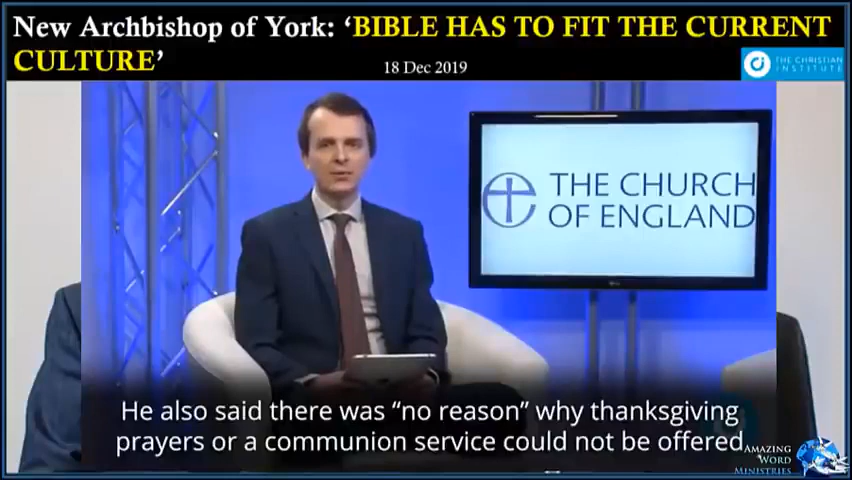 New Archbishop of York: ‘BIBLE HAS TO FIT THE CURRENT
CULTURE’
18 Dec 2019
THE CHRISTIAN
INSTITUTE
THE CHURCH
OF ENGLAND
He also said there was “no reason” why thanksgiving
prayers or a communion service could not be offered
AMAZING
WORD
MINISTRIES